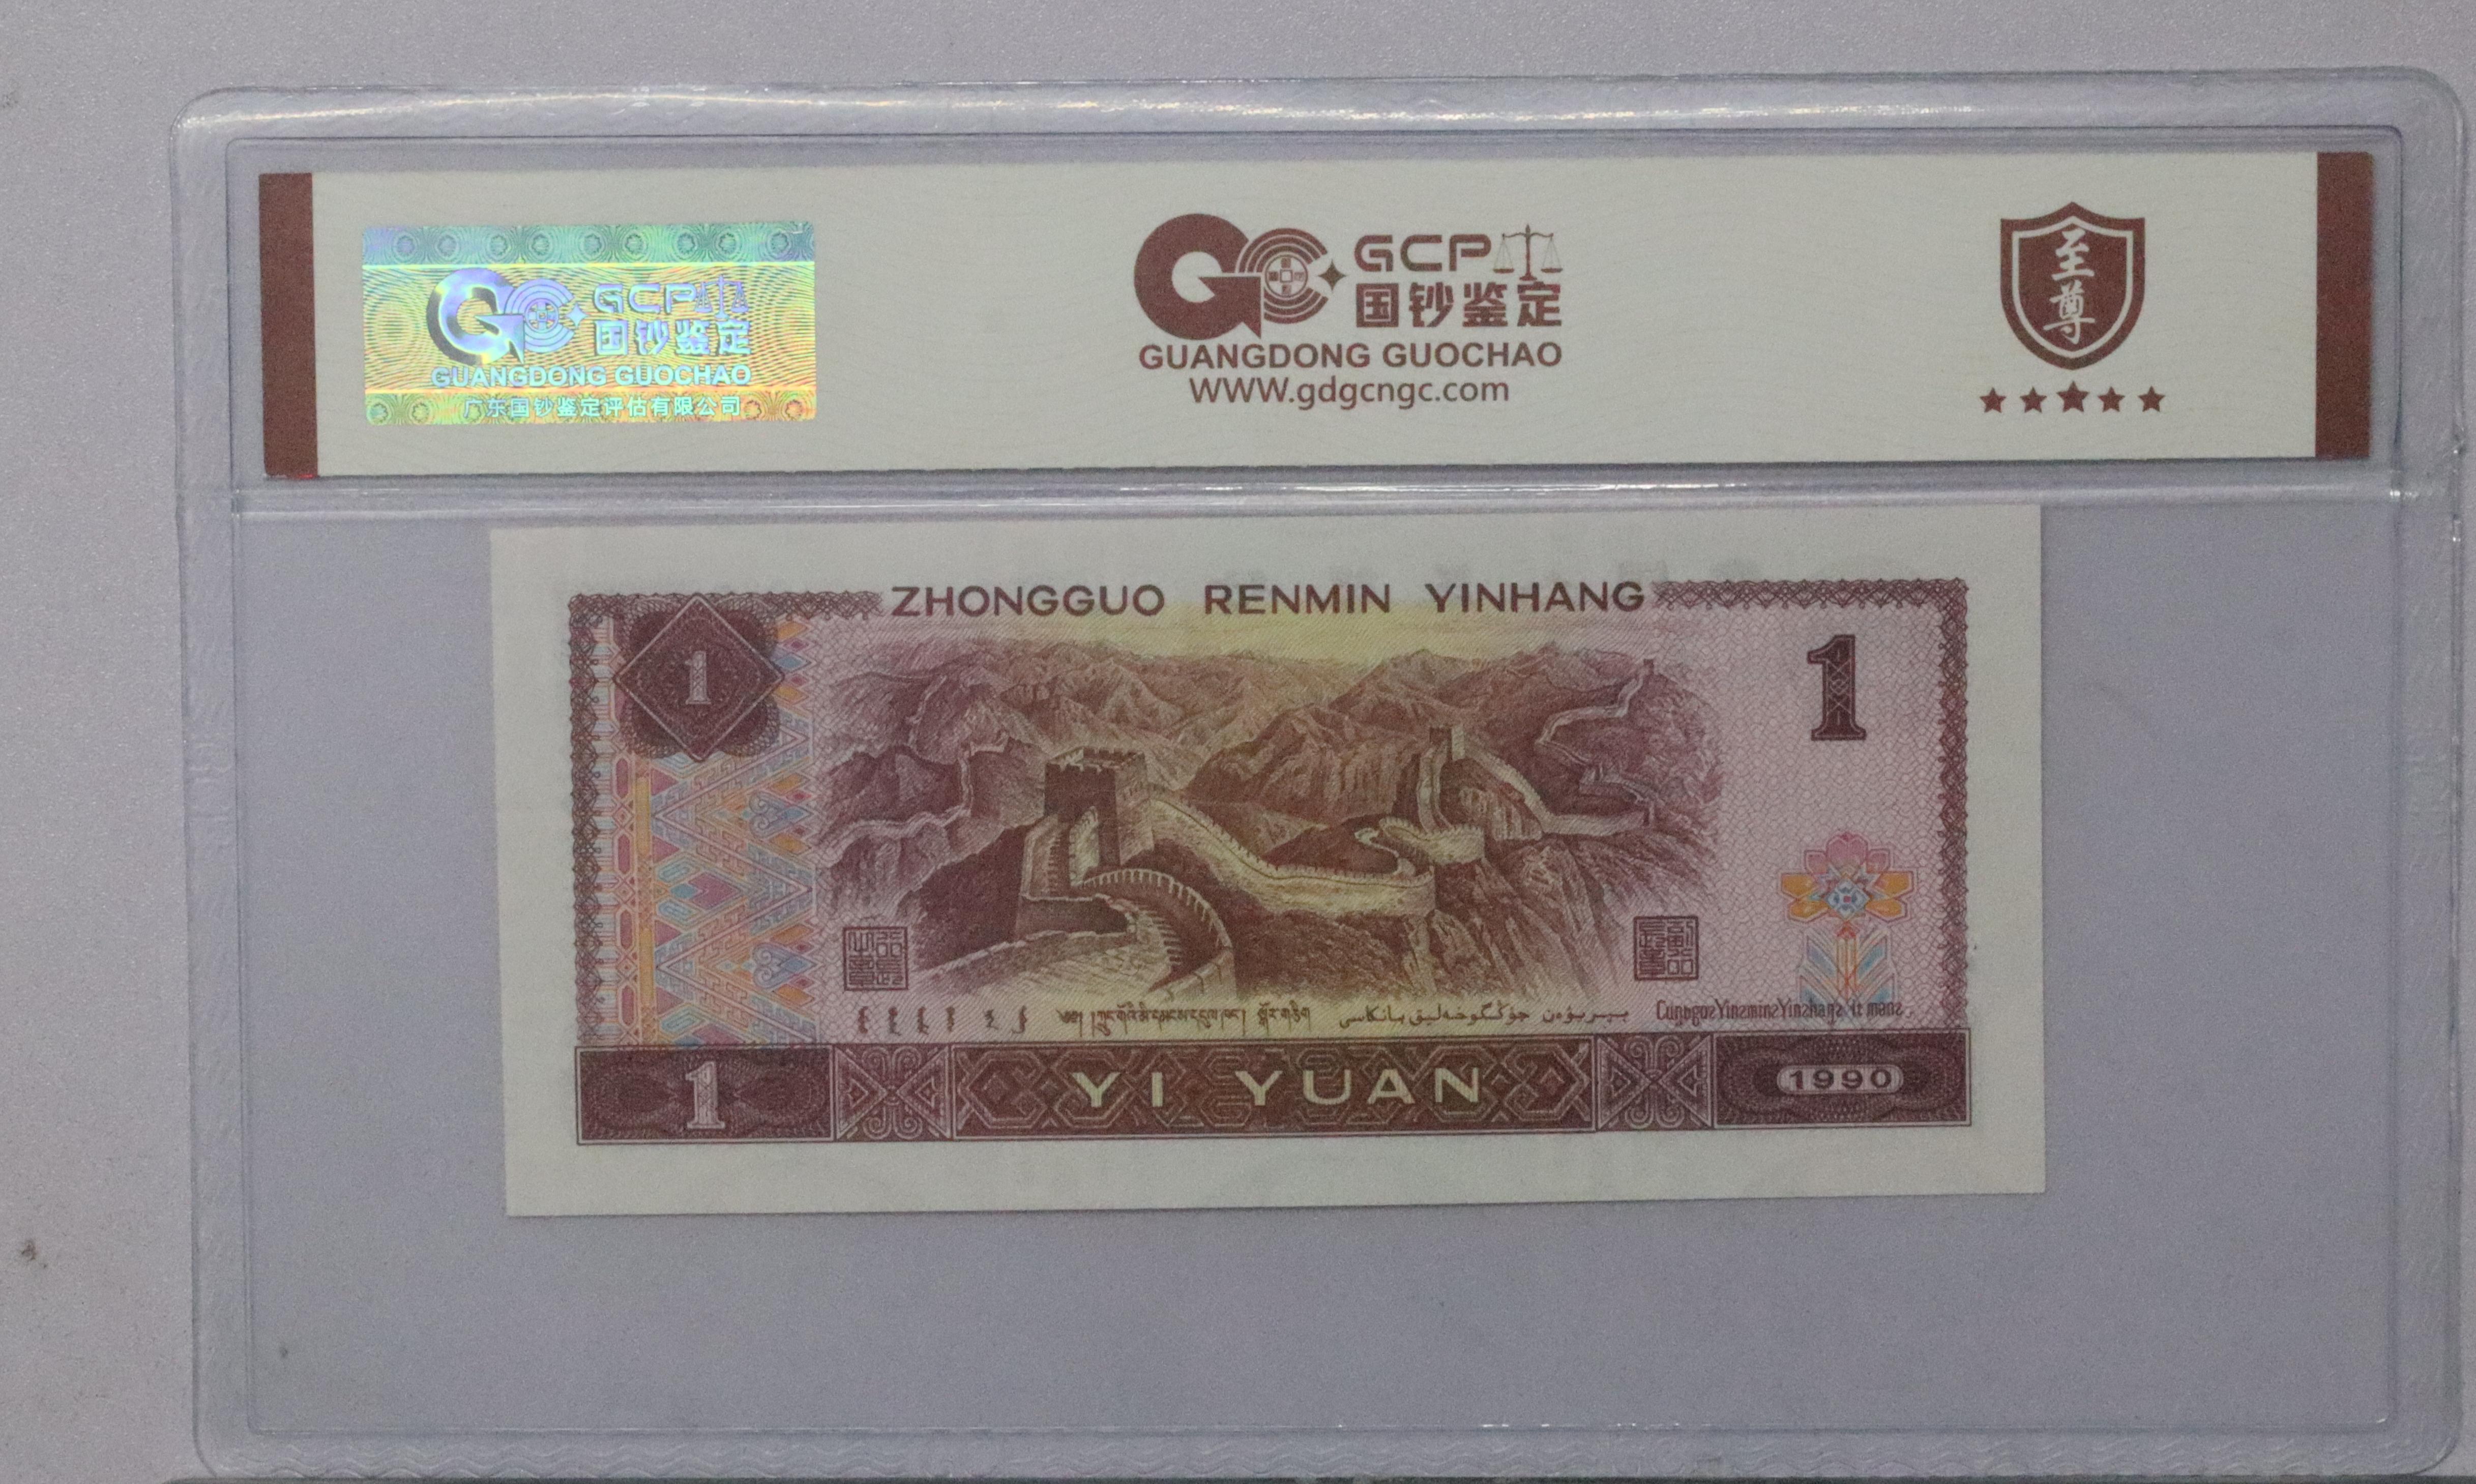 GCP
国钞鉴定
GUANGDONG GUOCHAO
广东国钞鉴定评估有限公司
GCP
国钞鉴定
GUANGDONG GUOCHAO
WWW.gdgcngc.com
至尊
ZHONGGUO RENMIN YINHANG
1
1
1
YI YUAN
1990